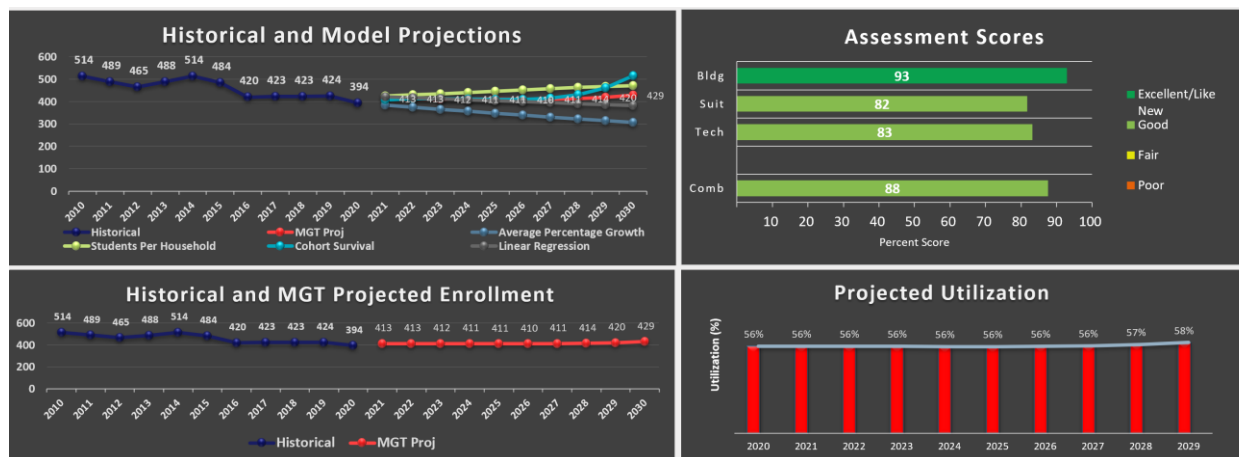 Historical and Model Projections
514 489 465 488 514 484 420 423 423 424 394
413 413 412 411 411 410 411 414 420 429
600
500
400
300
200
100
0
2010 2011 2012 2013 2014 2015 2016 2017 2018 2019 2020 2021 2022 2023 2024 2025 2026 2027 2028 2029 2030
Historical MGT Proj Average Percentage Growth
Students Per Household Cohort Survival Linear Regression
Assessment Scores
Bldg 93
Suit 82
Tech 83
Comb 88
10 20 30 40 50 60 70 80 90 100
Percent Score
Excellent/Like
New
Good
Fair
Poor
Historical and MGT Projected Enrollment
514 489 465 488 514 484 420 423 423 424 394 413 413 412 411 411 410 411 414 420 429
600
400
200
0
2010 2011 2012 2013 2014 2015 2016 2017 2018 2019 2020 2021 2022 2023 2024 2025 2026 2027 2028 2029 2030
Historical MGT Proj
Projected Utilization
Utilization (%)
56% 56% 56% 56% 56% 56% 56% 56% 57% 58%
2020 2021 2022 2023 2024 2025 2026 2027 2028 2029